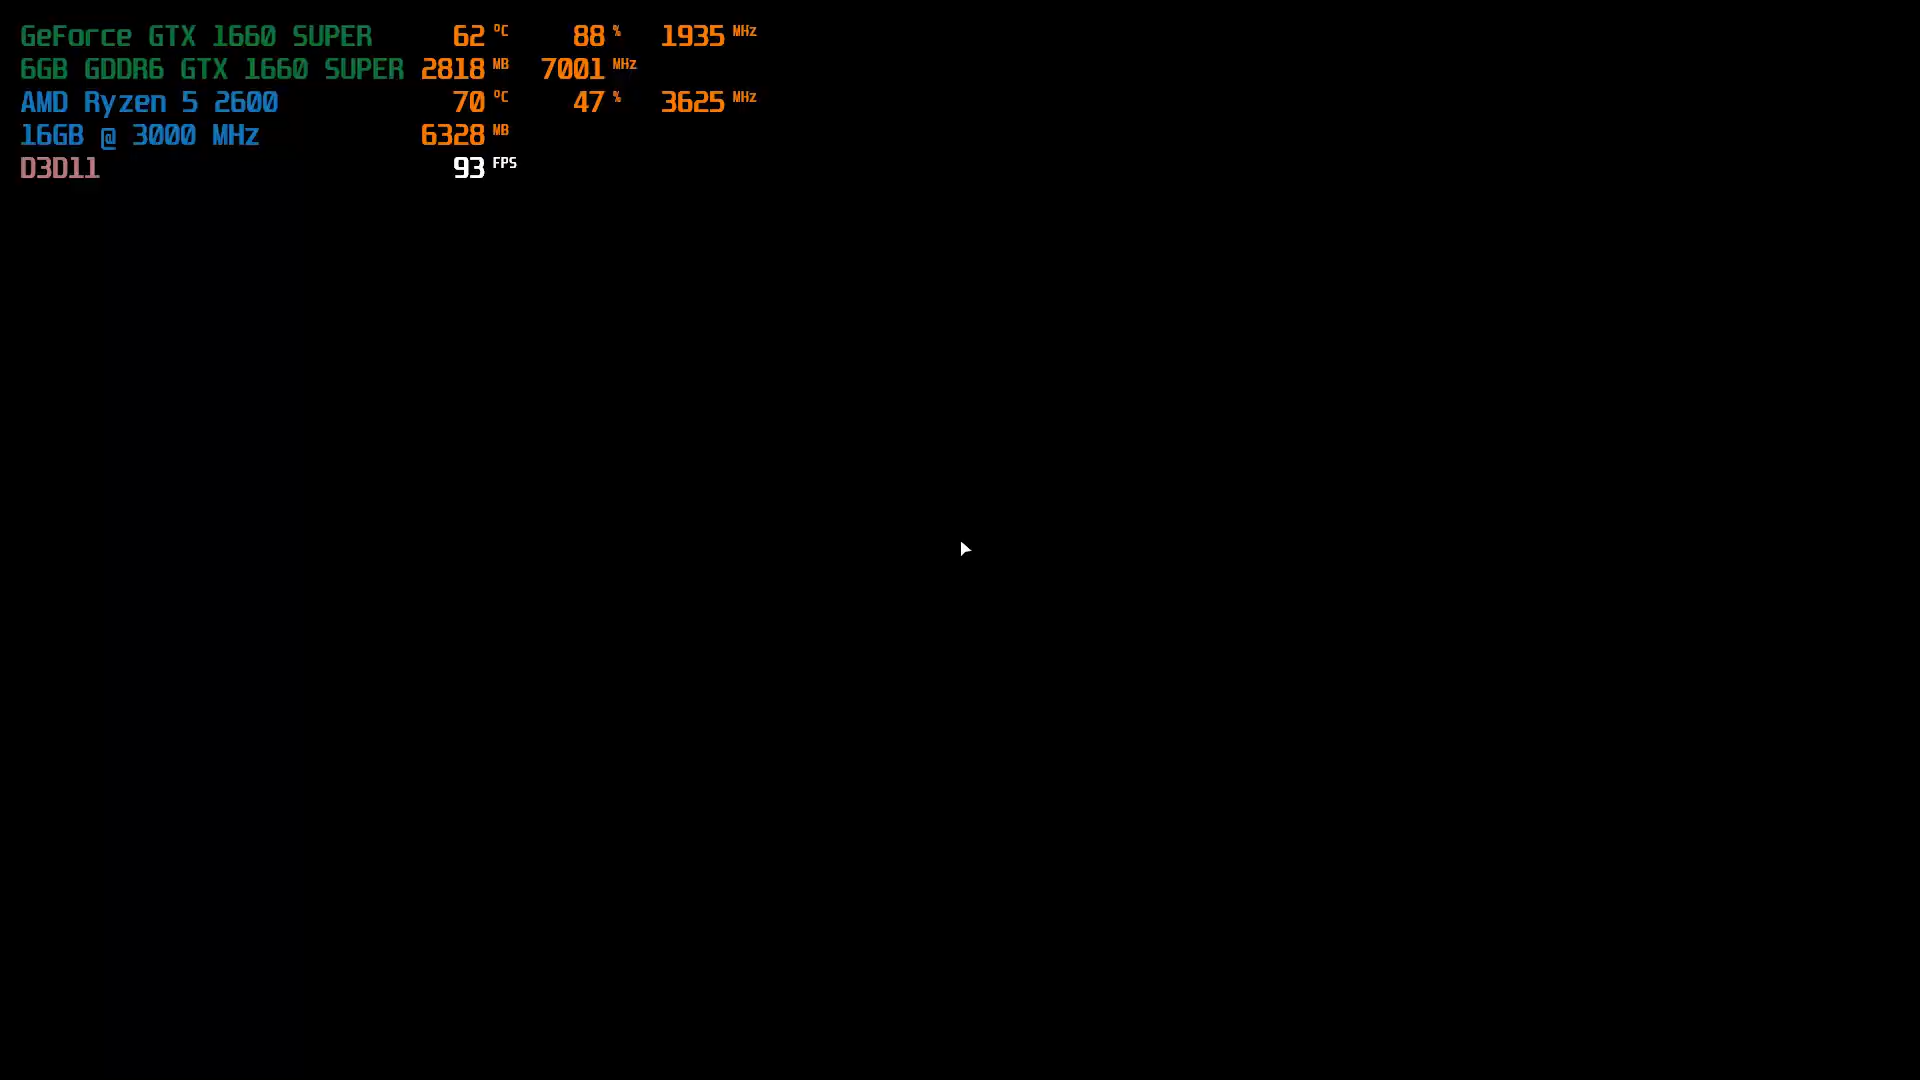 GeForce GTX 1660 SUPER 62 °C 88 % 1935 MHz
6GB GDDR6 GTX 1660 SUPER 2818 MB 7001 MHz
AMD Ryzen 5 2600 70 °C 47 % 3625 MHz
16GB @ 3000 MHz 6328 MB
D3D11 93 FPS